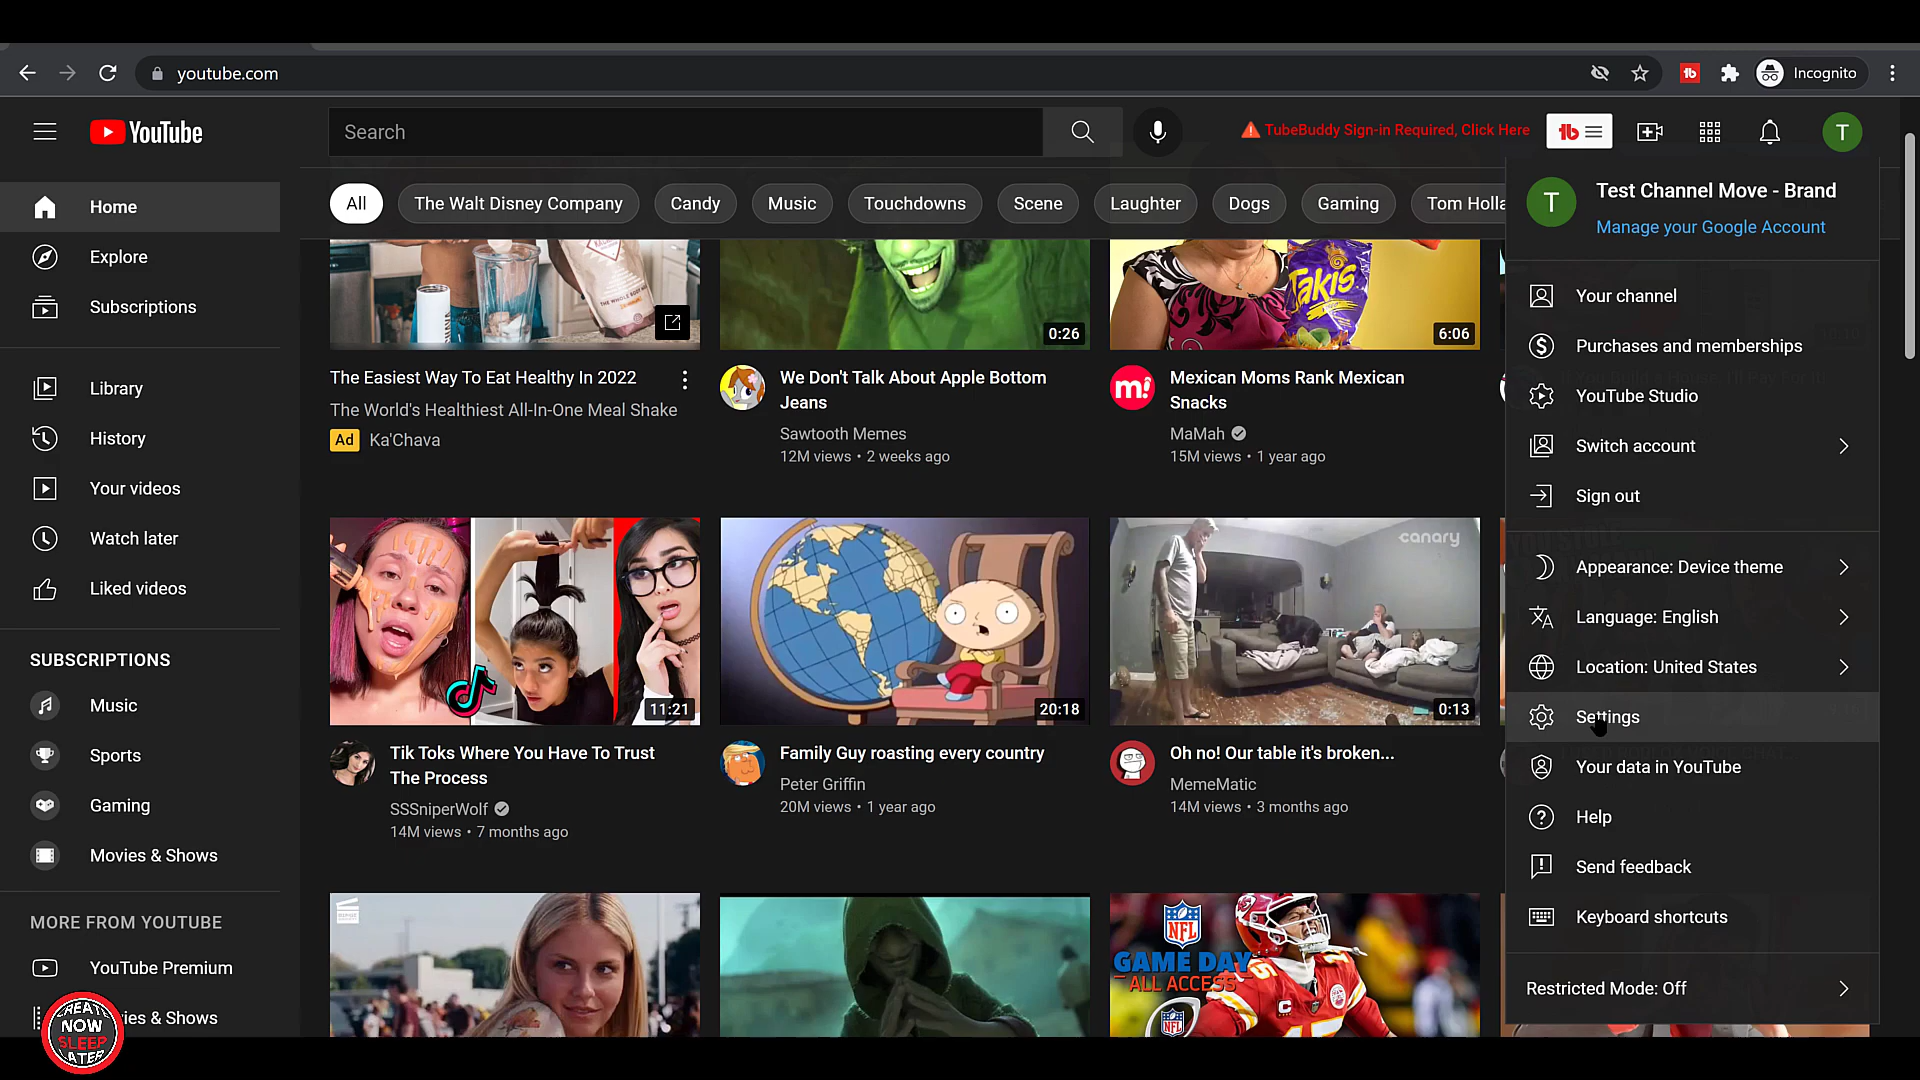 youtube.com
Incognito
YouTube
Search
TubeBuddy Sign-in Required, Click Here
T
All
The Walt Disney Company
Candy
Music
Touchdowns
Scene
Laughter
Dogs
Gaming
Tom Holla
T
Test Channel Move - Brand
Manage your Google Account
Home
Explore
Subscriptions
Library
History
Your videos
Watch later
Liked videos
SUBSCRIPTIONS
Music
Sports
Gaming
Movies & Shows
MORE FROM YOUTUBE
YouTube Premium
ies & Shows
CREATE
NOW
SLEEP
LATER
The Easiest Way To Eat Healthy In 2022
The World's Healthiest All-In-One Meal Shake
Ad Ka'Chava
0:26
We Don't Talk About Apple Bottom
Jeans
Sawtooth Memes
12M views • 2 weeks ago
Takis
6:06
m!
Mexican Moms Rank Mexican
Snacks
MaMah
15M views • 1 year ago
11:21
Tik Toks Where You Have To Trust
The Process
SSSniperWolf
14M views • 7 months ago
20:18
Family Guy roasting every country
Peter Griffin
20M views • 1 year ago
canary
0:13
Oh no! Our table it's broken...
MemeMatic
14M views • 3 months ago
NFL
GAME DAY
ALL ACCESS
NFL
C
15
Your channel
Purchases and memberships
YouTube Studio
Switch account
Sign out
Appearance: Device theme
Language: English
Location: United States
Settings
Your data in YouTube
Help
Send feedback
Keyboard shortcuts
Restricted Mode: Off